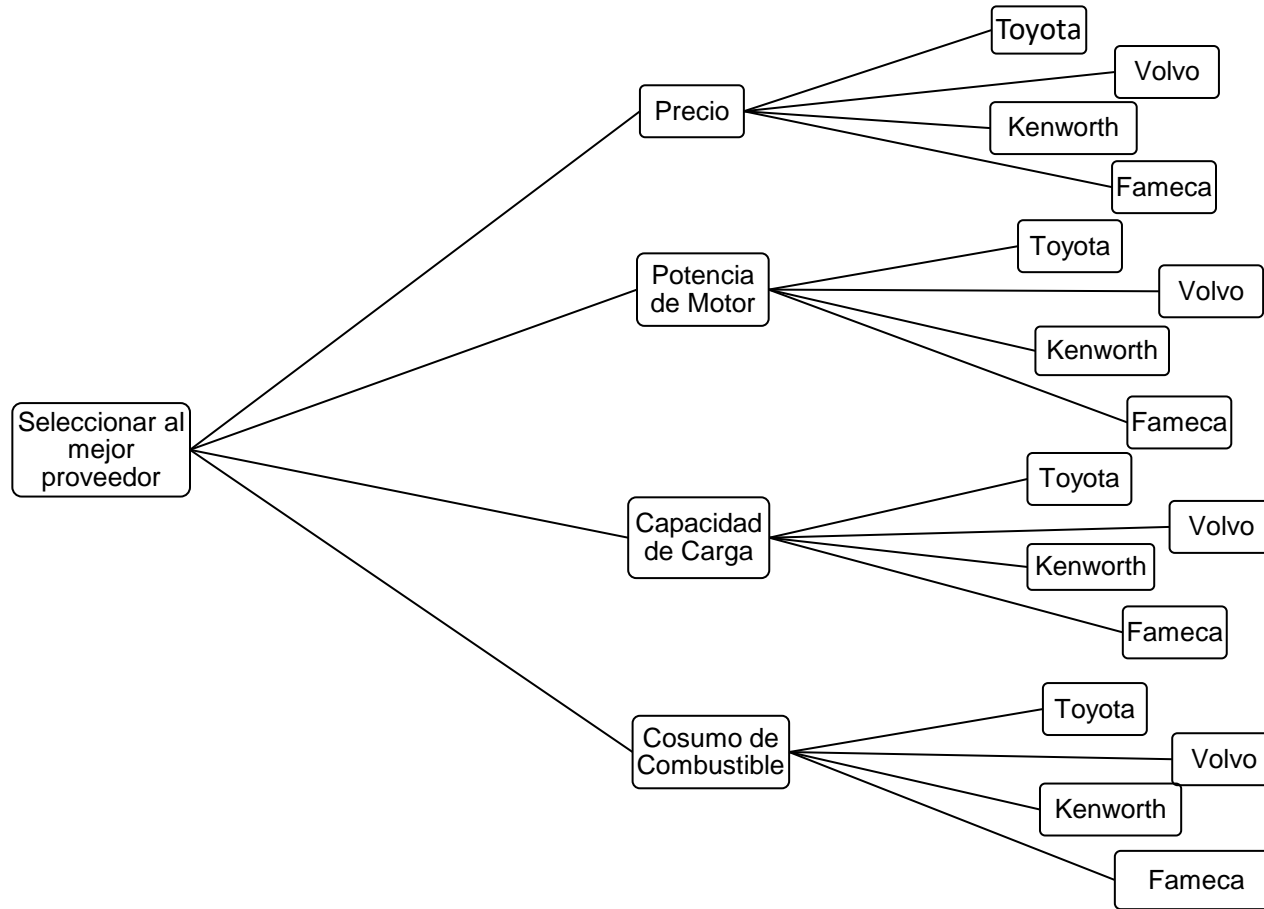 Seleccionar al
mejor
proveedor
Precio
Toyota
Volvo
Kenworth
Fameca
Potencia
de Motor
Toyota
Volvo
Kenworth
Fameca
Capacidad
de Carga
Toyota
Volvo
Kenworth
Fameca
Cosumo de
Combustible
Toyota
Volvo
Kenworth
Fameca